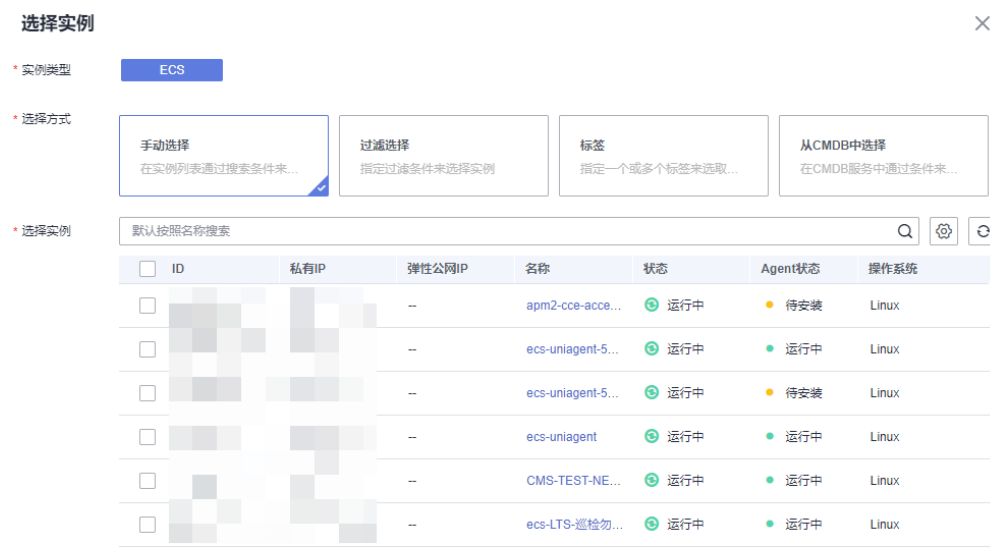 选择实例
* 实例类型 ECS
* 选择方式
手动选择 过滤选择 标签 从CMDB中选择
在实例列表通过搜索条件来... 指定过滤条件来选择实例 指定一个或多个标签来选取... 在CMDB服务中通过条件来...
* 选择实例 默认按照名称搜索
ID 私有IP 弹性公网IP 名称 状态 Agent状态 操作系统
-- apm2-cce-acce... 运行中 待安装 Linux
-- ecs-uniagent-5... 运行中 运行中 Linux
-- ecs-uniagent-5... 运行中 待安装 Linux
-- ecs-uniagent 运行中 运行中 Linux
-- CMS-TEST-NE... 运行中 运行中 Linux
-- ecs-LTS-巡检勿... 运行中 运行中 Linux